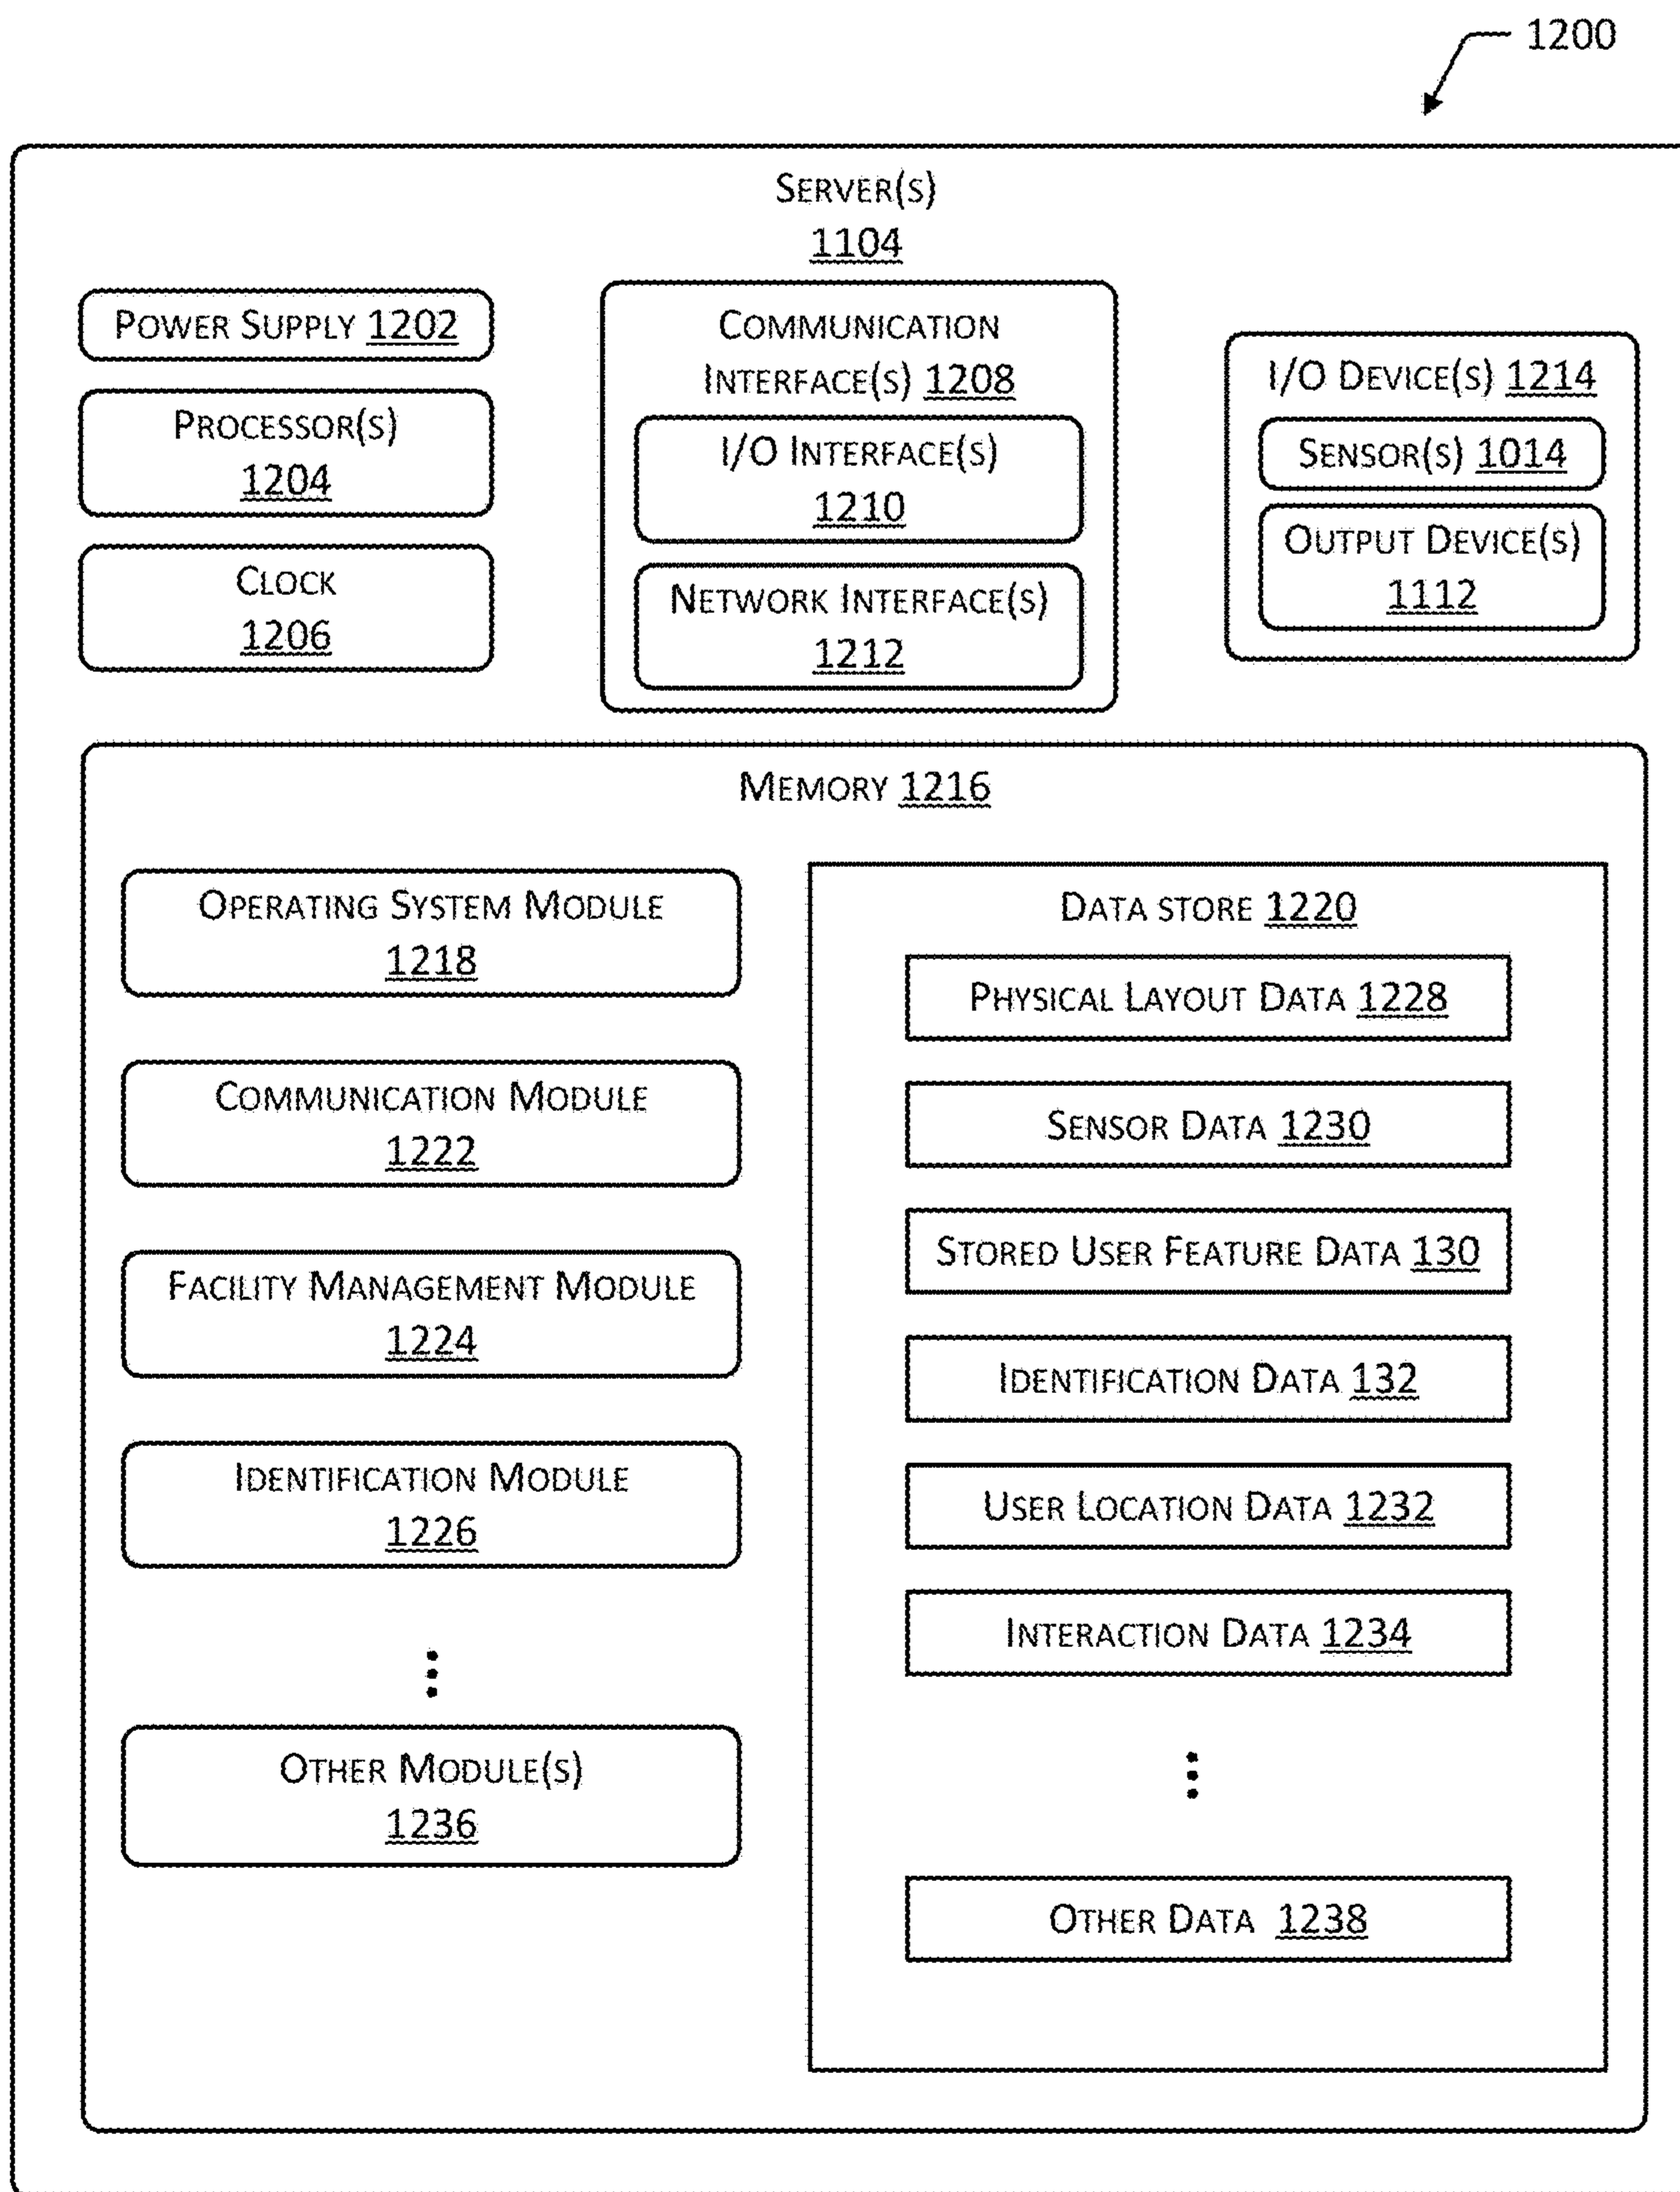 1200
SERVER(S)
1104
POWER SUPPLY 1202
PROCESSOR(S)
1204
CLOCK
1206
COMMUNICATION
INTERFACE(S) 1208
I/O INTERFACE(S)
1210
NETWORK INTERFACE(S)
1212
I/O DEVICE(S) 1214
SENSOR(S) 1014
OUTPUT DEVICE(S)
1112
MEMORY 1216
OPERATING SYSTEM MODULE
1218
COMMUNICATION MODULE
1222
FACILITY MANAGEMENT MODULE
1224
IDENTIFICATION MODULE
1226
OTHER MODULE(S)
1236
DATA STORE 1220
PHYSICAL LAYOUT DATA 1228
SENSOR DATA 1230
STORED USER FEATURE DATA 130
IDENTIFICATION DATA 132
USER LOCATION DATA 1232
INTERACTION DATA 1234
OTHER DATA 1238